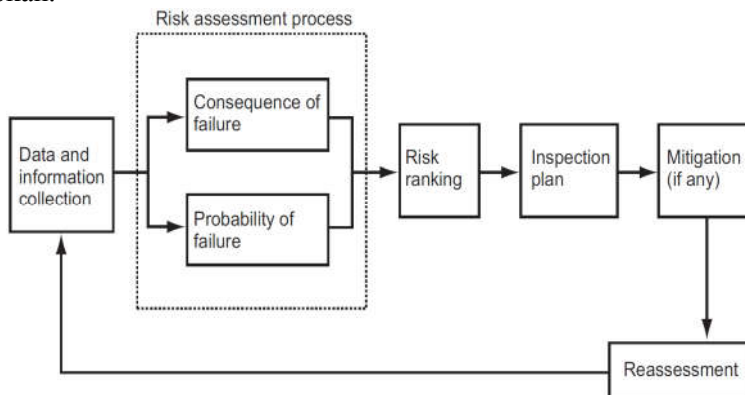 Risk assessment process
Consequence of
failure
Data and
information
collection
Probability of
failure
Risk
ranking
Inspection
plan
Mitigation
(if any)
Reassessment